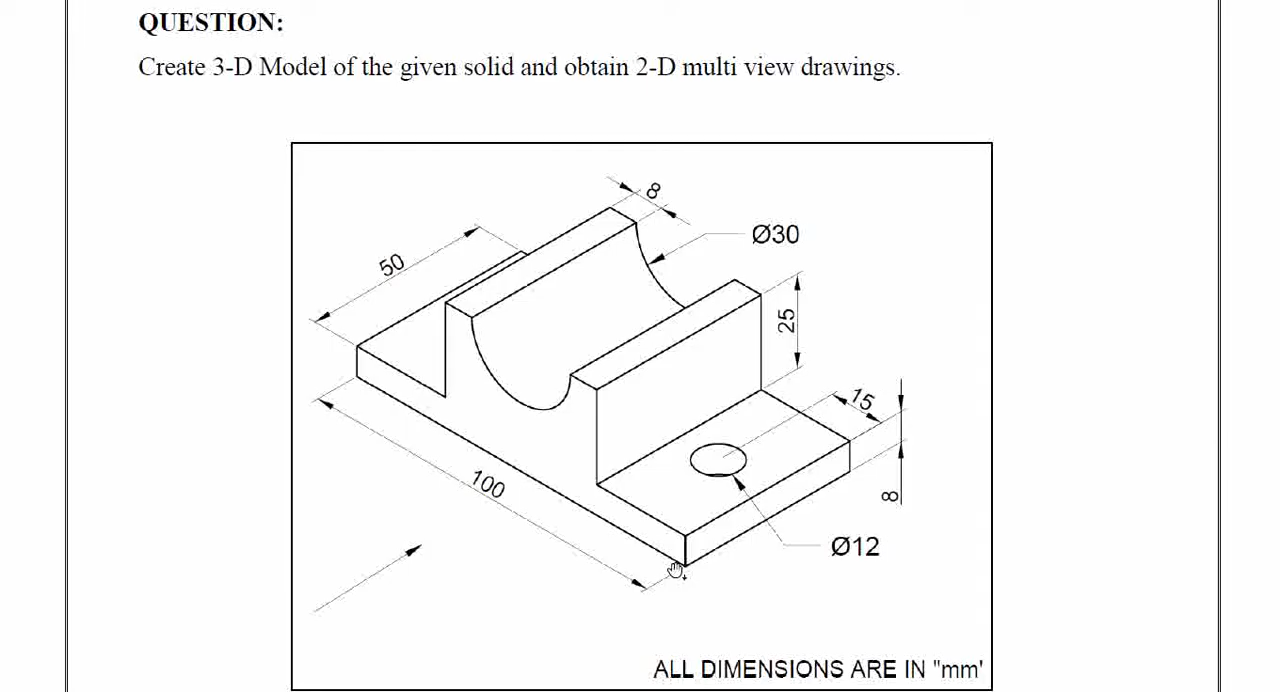 QUESTION:
Create 3-D Model of the given solid and obtain 2-D multi view drawings.
8
Ø30
50
25
15
100
8
Ø12
ALL DIMENSIONS ARE IN "mm'